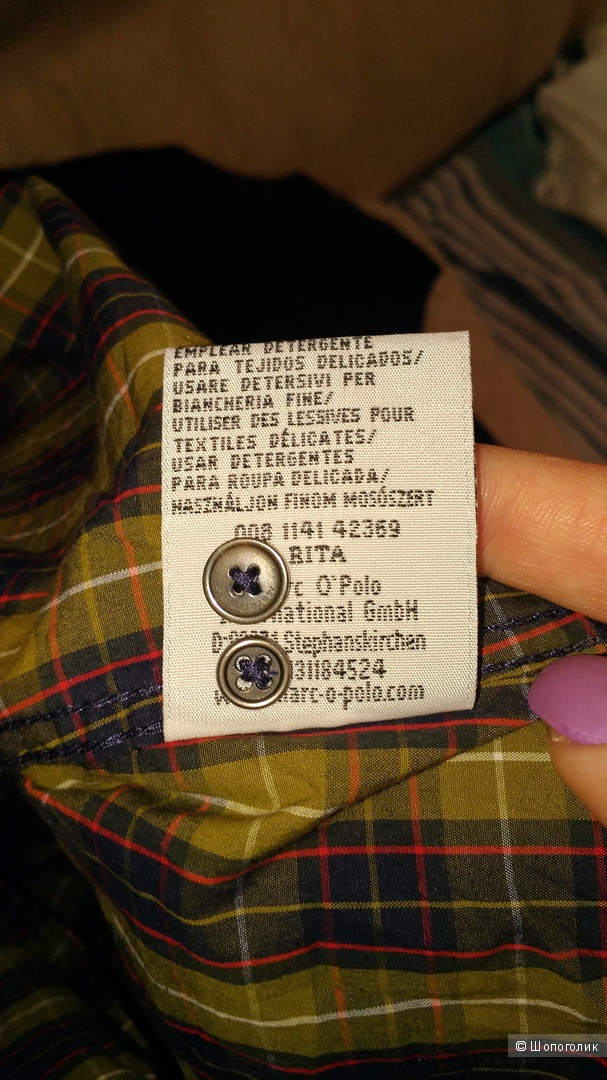 EMPLEAR DETERGENTE
PARA TEJIDOS DELICADOS/
USARE DETERSIVI PER
BIANCHERIA FINE/
UTILISER DES LESSIVES POUR
TEXTILES DÉLICATES/
USAR DETERGENTES
PARA ROUPA DELICADA/
HASZNÁLJON FINOM MOSÓSZERT
008 1141 42369
RITA
O'Polo
GmbH
Stephanskirchen
31184524
arc-o-polo.com
© Шопоголик